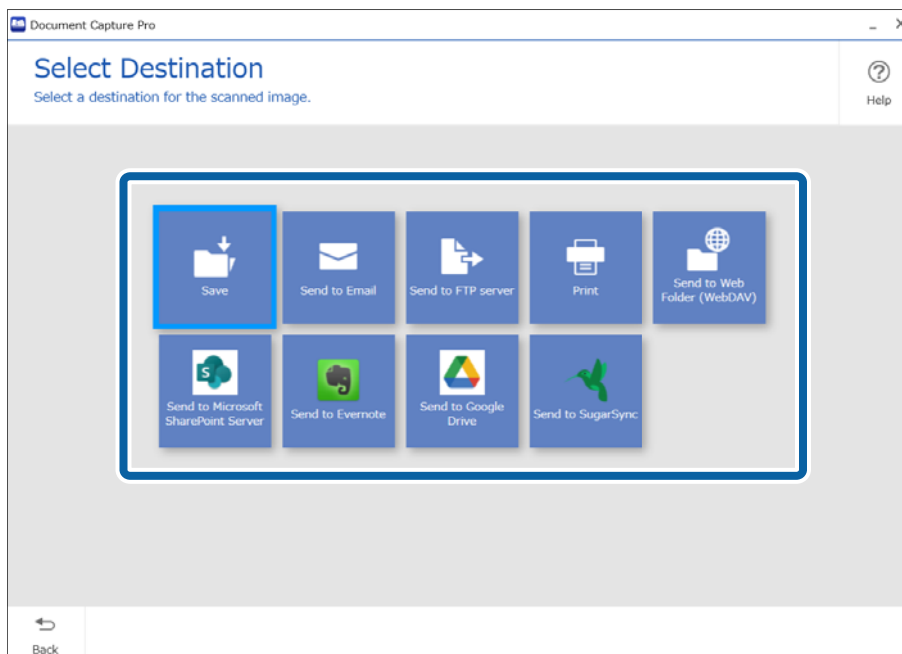 Document Capture Pro
Select Destination
Select a destination for the scanned image.
Help
Save
Send to Email
Send to FTP server
Print
Send to Web
Folder (WebDAV)
S
Send to Microsoft
SharePoint Server
Send to Evernote
Send to Google
Drive
Send to SugarSync
Back